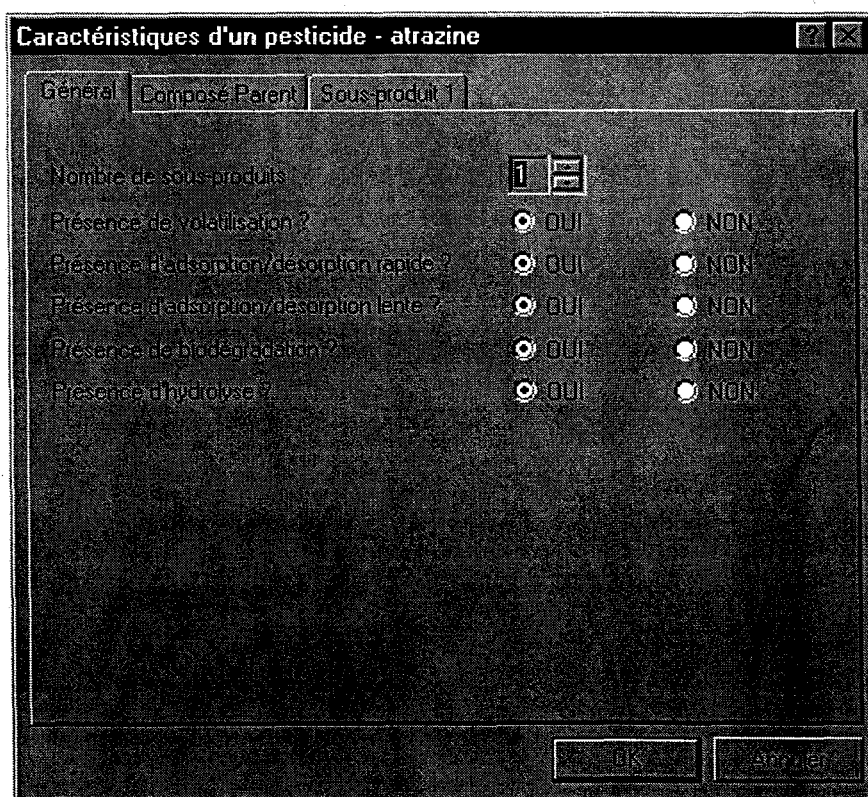 Caractéristiques d'un pesticide - atrazine
Général Composé Parent Sous-produit 1
Nombre de sous-produits 1
Présence de volatilisation ? OUI NON
Présence d'adsorption/désorption rapide ? OUI NON
Présence d'adsorption/désorption lente ? OUI NON
Présence de biodégradation ? OUI NON
Présence d'hydrolyse ? OUI NON
OK Annuler